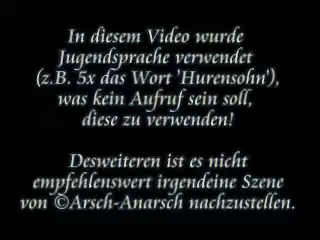 In diesem Video wurde
Jugendsprache verwendet
(z.B. 5x das Wort 'Hurensohn'),
was kein Aufruf sein soll,
diese zu verwenden!
Desweiteren ist es nicht
empfehlenswert irgendeine Szene
von ©Arsch-Anarsch nachzustellen.